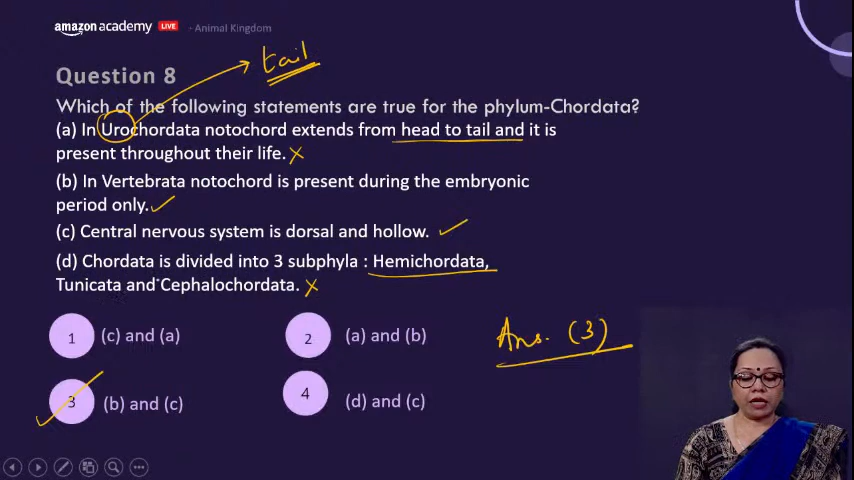 amazon academy LIVE - Animal Kingdom
tail
Question 8
Which of the following statements are true for the phylum-Chordata?
(a) In Urochordata notochord extends from head to tail and it is
present throughout their life.
(b) In Vertebrata notochord is present during the embryonic
period only.
(c) Central nervous system is dorsal and hollow.
(d) Chordata is divided into 3 subphyla : Hemichordata,
Tunicata and Cephalochordata.
1 (c) and (a)
2 (a) and (b)
Ans. (3)
3 (b) and (c)
4 (d) and (c)